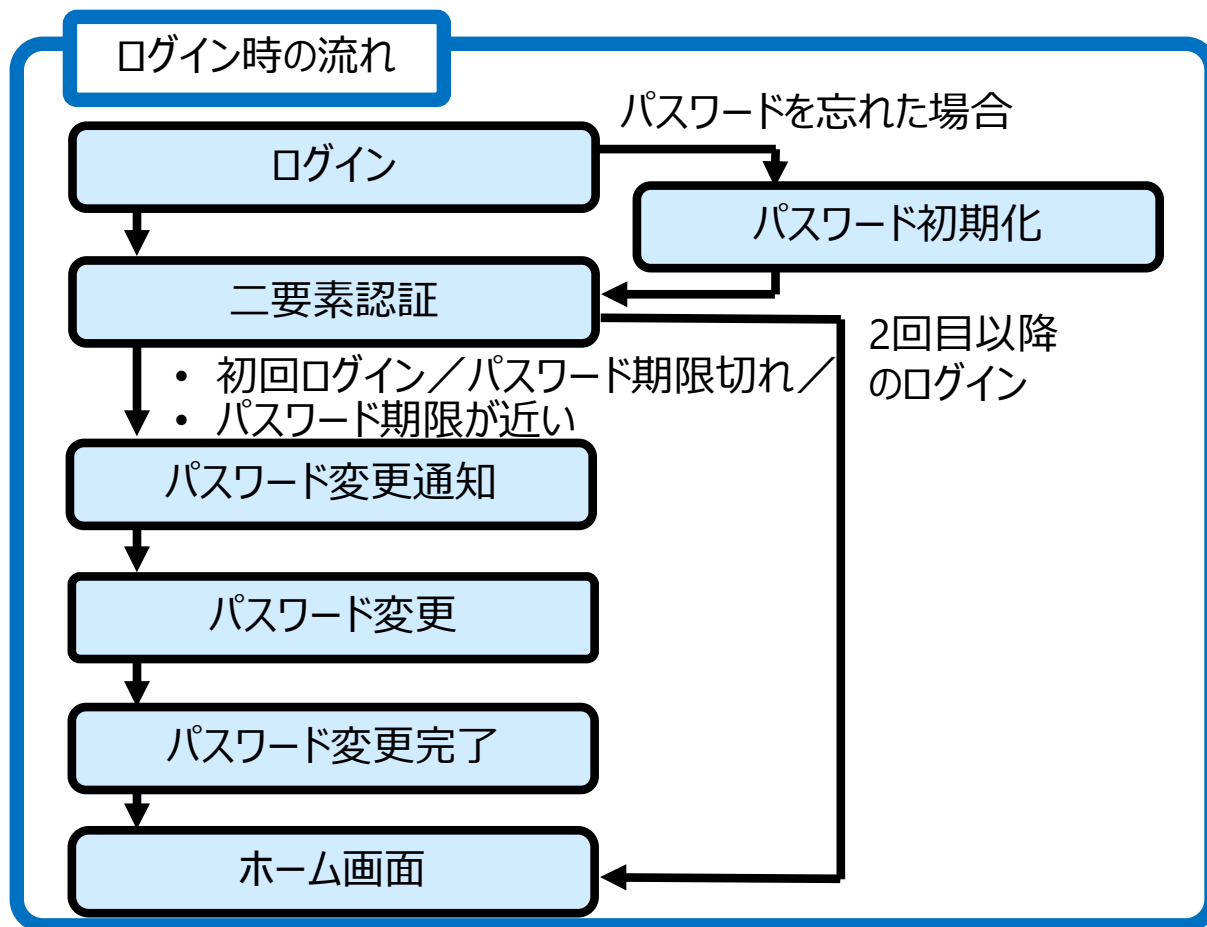 ログイン時の流れ
パスワードを忘れた場合
ログイン
パスワード初期化
二要素認証
2回目以降
のログイン
• 初回ログイン／パスワード期限切れ／
• パスワード期限が近い
パスワード変更通知
パスワード変更
パスワード変更完了
ホーム画面